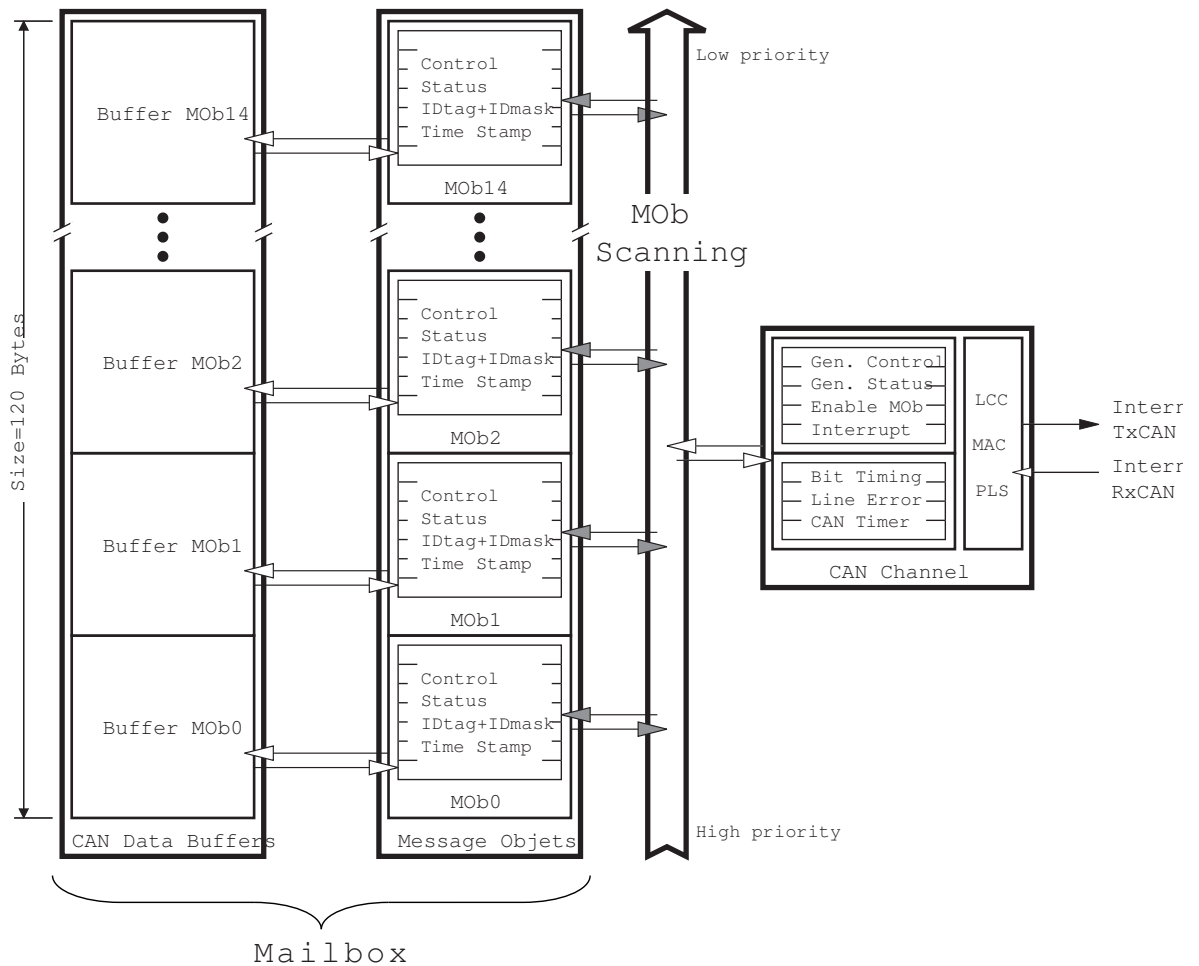 Size=120 Bytes
Buffer MOb14
Control
Status
IDtag+IDmask
Time Stamp
MOb14
Low priority
MOb
Scanning
Buffer MOb2
Control
Status
IDtag+IDmask
Time Stamp
MOb2
Buffer MOb1
Control
Status
IDtag+IDmask
Time Stamp
MOb1
Buffer MOb0
Control
Status
IDtag+IDmask
Time Stamp
MOb0
CAN Data Buffers
Message Objets
High priority
Mailbox
Gen. Control
Gen. Status
Enable MOb
Interrupt
Bit Timing
Line Error
CAN Timer
LCC
MAC
PLS
CAN Channel
Intern
TxCAN
Intern
RxCAN